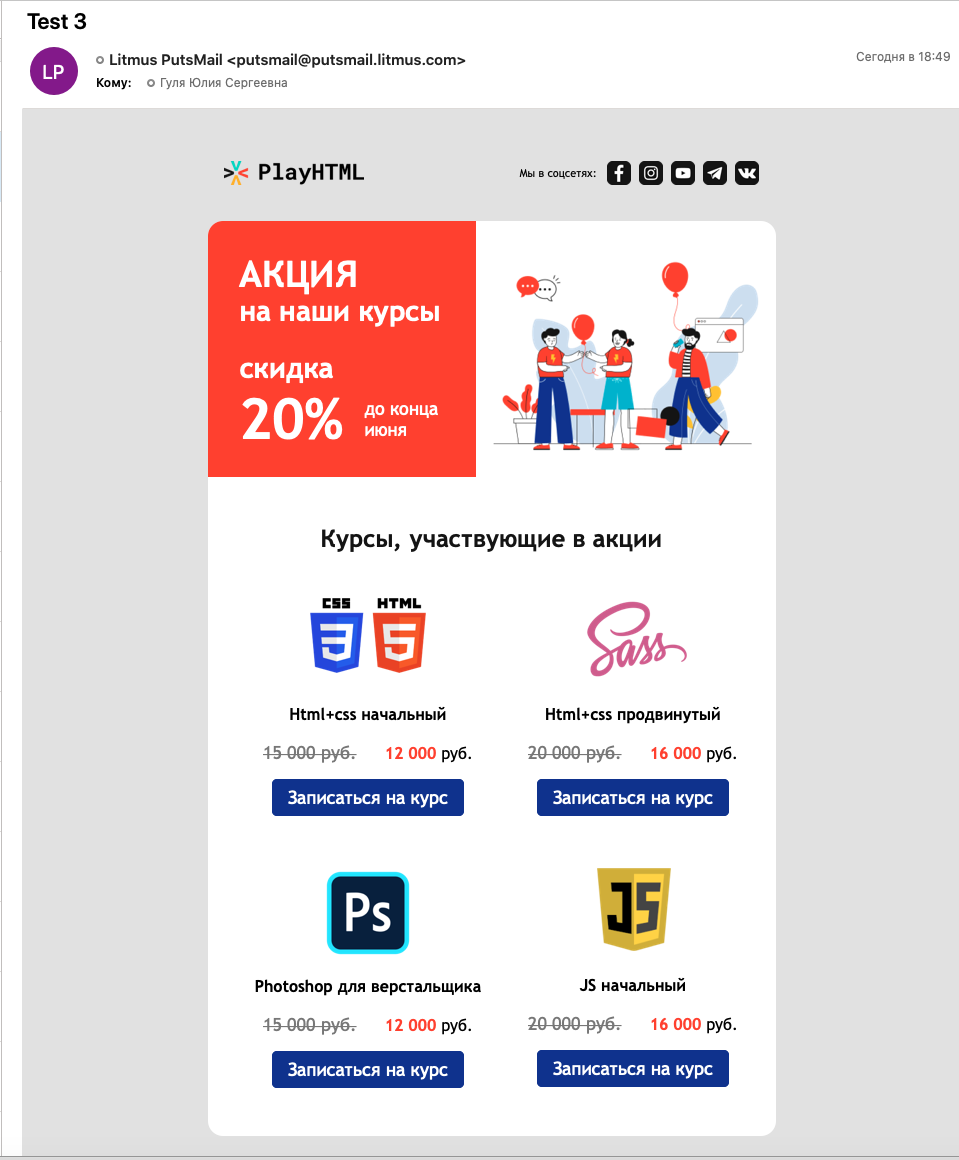 Test 3
LP
Litmus PutsMail <putsmail@putsmail.litmus.com>
Сегодня в 18:49
Кому: Гуля Юлия Сергеевна
PlayHTML
Мы в соцсетях:
АКЦИЯ
на наши курсы
скидка
20%
до конца
июня
Курсы, участвующие в акции
CSS HTML
3 5
Sass
Html+css начальный
Html+css продвинутый
15 000 руб. 12 000 руб.
20 000 руб. 16 000 руб.
Записаться на курс
Записаться на курс
Ps
JS
Photoshop для верстальщика
JS начальный
15 000 руб. 12 000 руб.
20 000 руб. 16 000 руб.
Записаться на курс
Записаться на курс